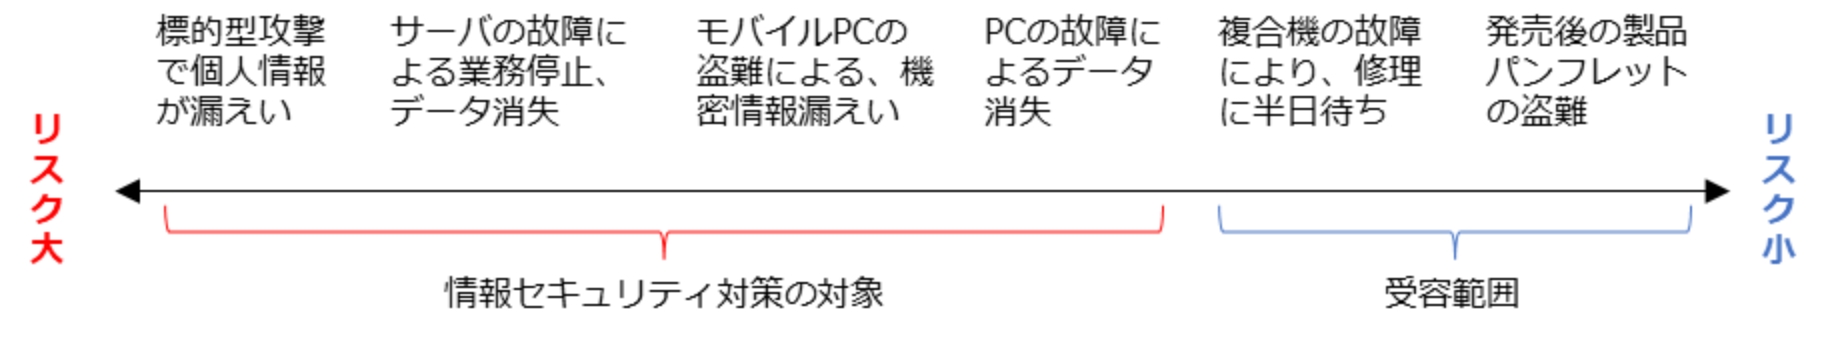 標的型攻撃
で個人情報
が漏えい
サーバの故障に
よる業務停止、
データ消失
モバイルPCの
盗難による、機
密情報漏えい
PCの故障に
よるデータ
消失
複合機の故障
により、修理
に半日待ち
発売後の製品
パンフレット
の盗難
リスク大
リスク小
情報セキュリティ対策の対象
受容範囲